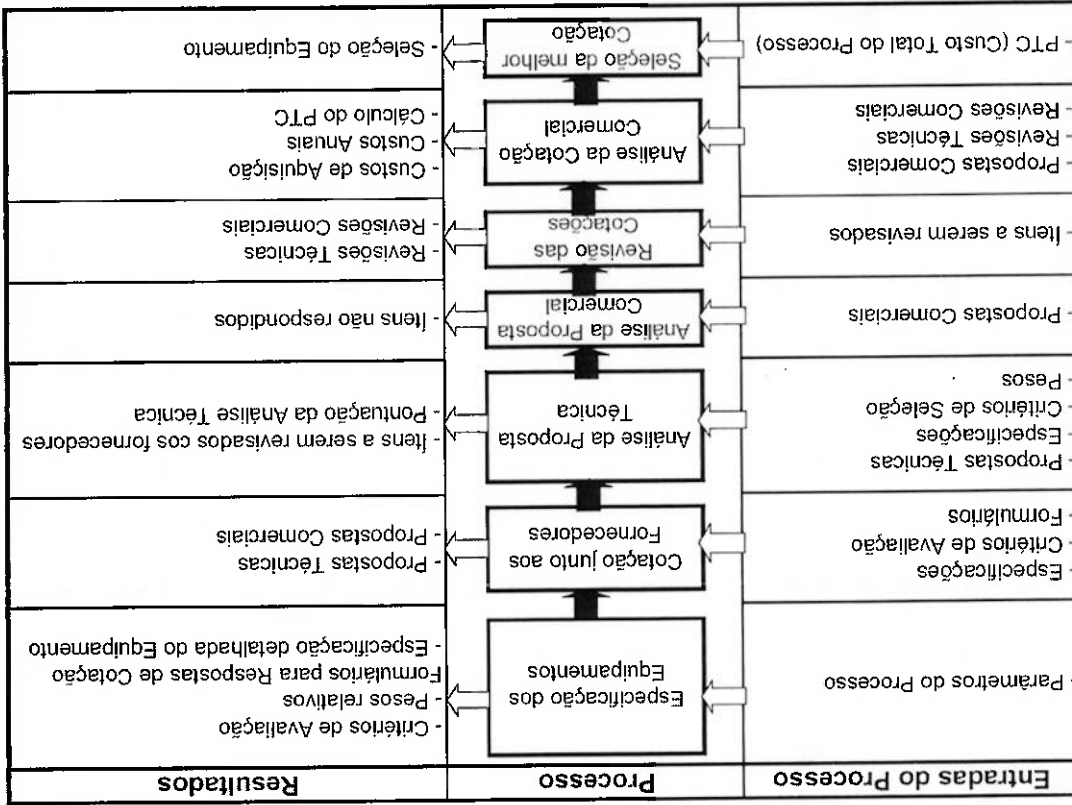 Entradas do Processo
Processo
Resultados
- Parâmetros do Processo
Especificação dos
Equipamentos
- Critérios de Avaliação
- Pesos relativos
Formulários para Respostas de Cotação
- Especificação detalhada do Equipamento
- Especificações
- Critérios de Avaliação
- Formulários
Cotação junto aos
Fornecedores
- Propostas Técnicas
- Propostas Comerciais
- Propostas Técnicas
- Especificações
- Critérios de Seleção
- Pesos
Análise da Proposta
Técnica
- Ítens a serem revisados cos fornecedores
- Pontuação da Análise Técnica
- Propostas Comerciais
Análise da Proposta
Comercial
- Ítens não respondidos
- Ítens a serem revisados
Revisão das
Cotações
- Revisões Técnicas
- Revisões Comerciais
- Propostas Comerciais
- Revisões Técnicas
- Revisões Comerciais
Análise da Cotação
Comercial
- Custos de Aquisição
- Custos Anuais
- Cálculo do PTC
- PTC (Custo Total do Processo)
Seleção da melhor
Cotação
- Seleção do Equipamento